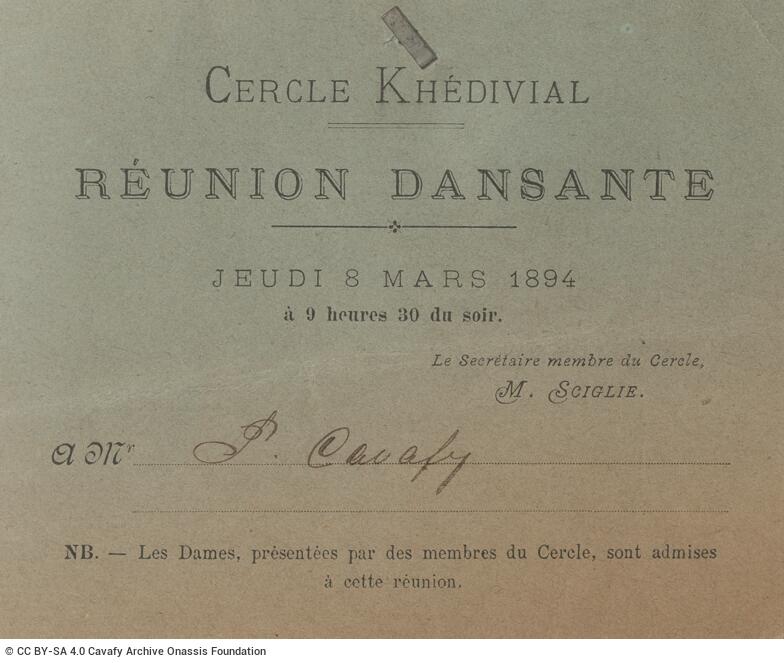 CERCLE KHÉDIVIAL
RÉUNION DANSANTE
JEUDI 8 MARS 1894
à 9 heures 30 du soir.
Le Secrétaire membre du Cercle,
M. SCIGLIE.
A Mr P. Cavafy
NB. — Les Dames, présentées par des membres du Cercle, sont admises
à cette réunion.
© CC BY-SA 4.0 Cavafy Archive Onassis Foundation